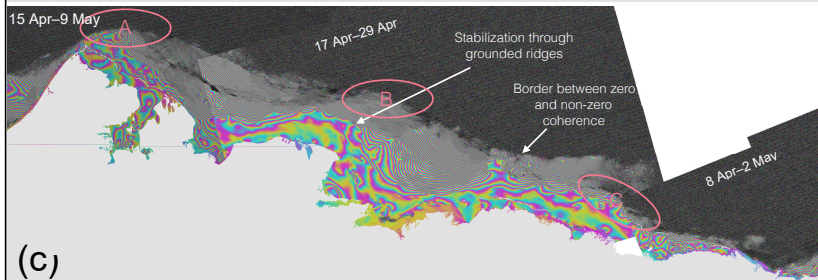 15 Apr–9 May
A
17 Apr–29 Apr
Stabilization through
grounded ridges
B
Border between zero
and non-zero
coherence
C
8 Apr–2 May
(c)